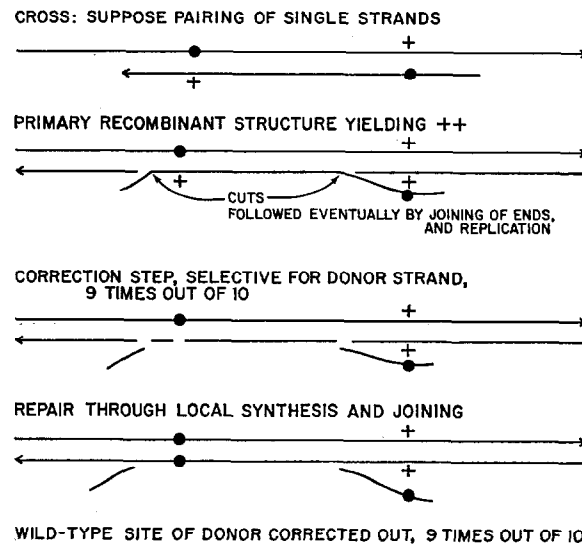 CROSS: SUPPOSE PAIRING OF SINGLE STRANDS
+
+
PRIMARY RECOMBINANT STRUCTURE YIELDING ++
+
+ +
CUTS
FOLLOWED EVENTUALLY BY JOINING OF ENDS,
AND REPLICATION
CORRECTION STEP, SELECTIVE FOR DONOR STRAND,
9 TIMES OUT OF 10
+
+
REPAIR THROUGH LOCAL SYNTHESIS AND JOINING
+
+
WILD-TYPE SITE OF DONOR CORRECTED OUT, 9 TIMES OUT OF 10